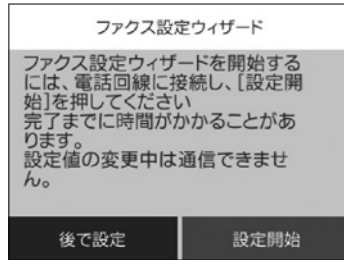 ファクス設定ウィザード
ファクス設定ウィザードを開始する
には、電話回線に接続し、[設定開
始]を押してください
完了までに時間がかかることがあ
ります。
設定値の変更中は通信できませ
ん。
後で設定
設定開始